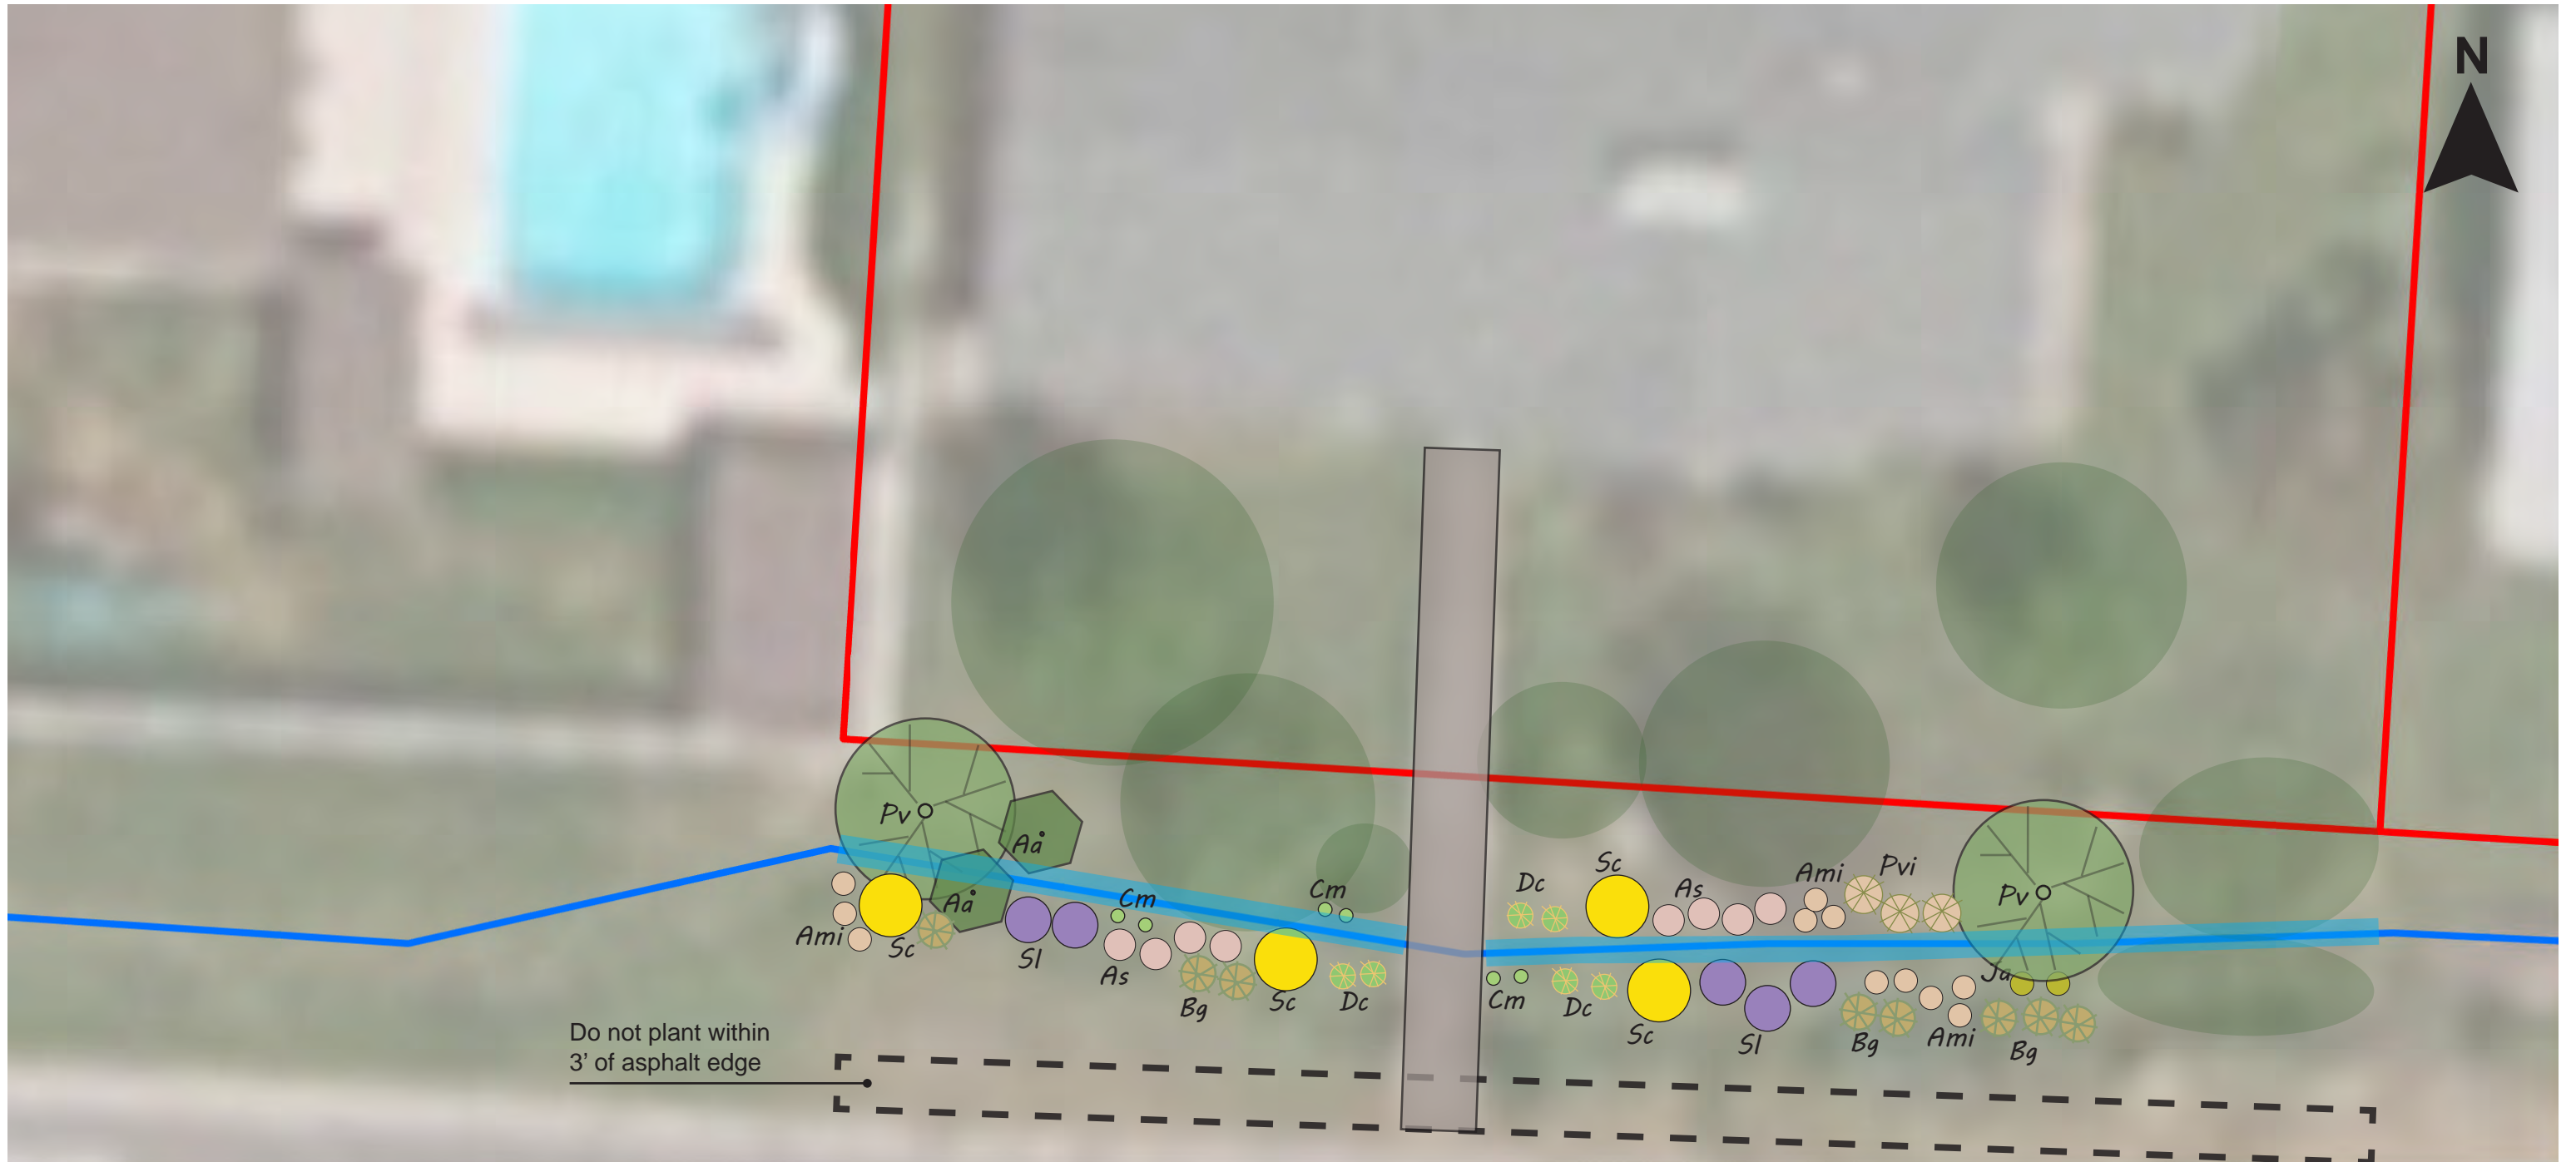 N
Pv
Aa
Aa
Ami
Sc
Sl
Cm
As
Bg
Cm
Sc
Dc
Dc
Sc
As
Ami
Pvi
Pv
Cm
Dc
Sc
Sl
Bg
Ami
Ja
Bg
Do not plant within
3’ of asphalt edge